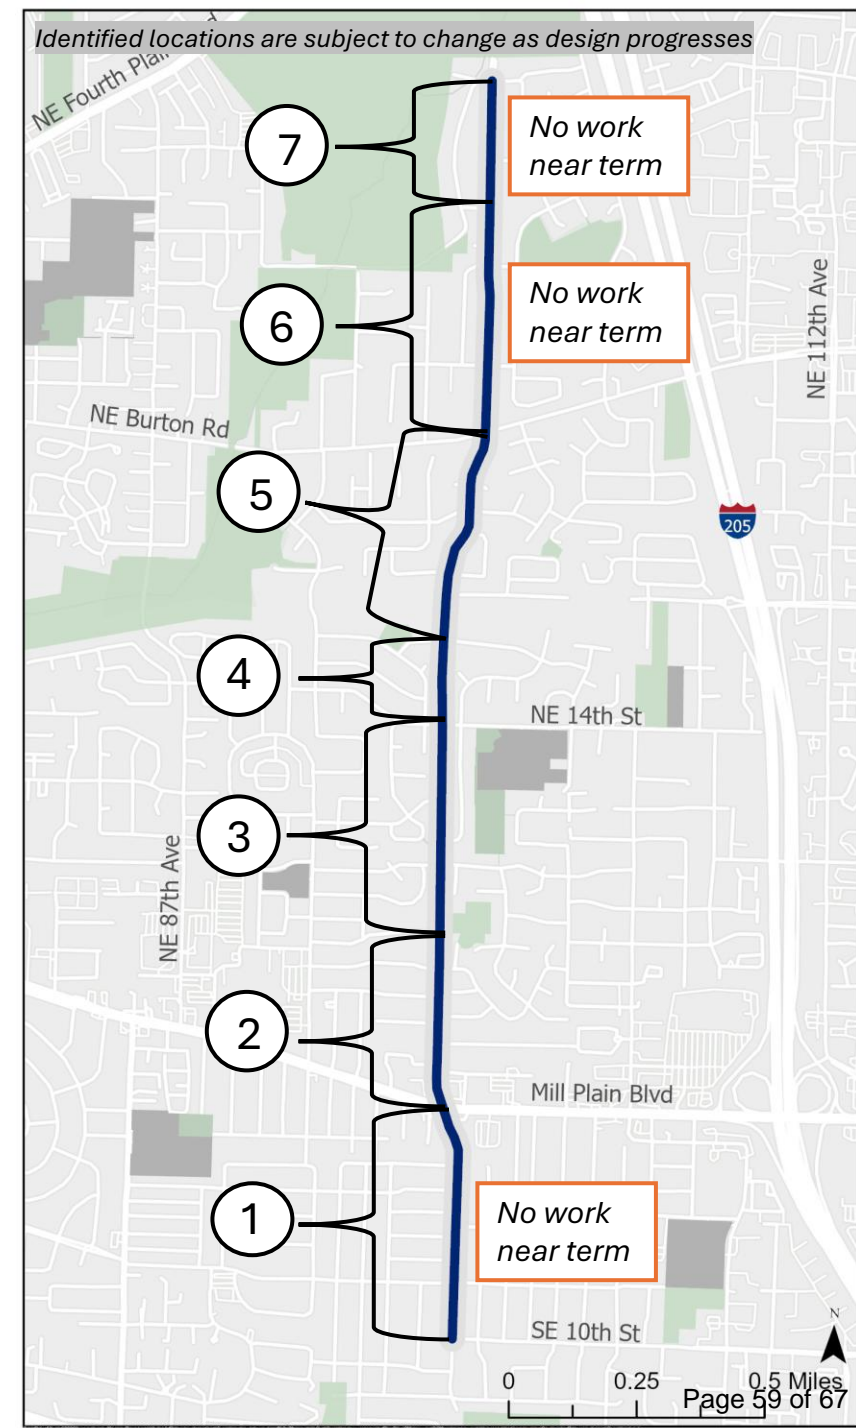 Identified locations are subject to change as design progresses
NE Fourth Plai
7
No work
near term
6
No work
near term
NE 112th Ave
NE Burton Rd
5
205
4
NE 14th St
3
NE 87th Ave
2
Mill Plain Blvd
1
No work
near term
SE 10th St
N
0 0.25 0.5 Miles
Page 59 of 67